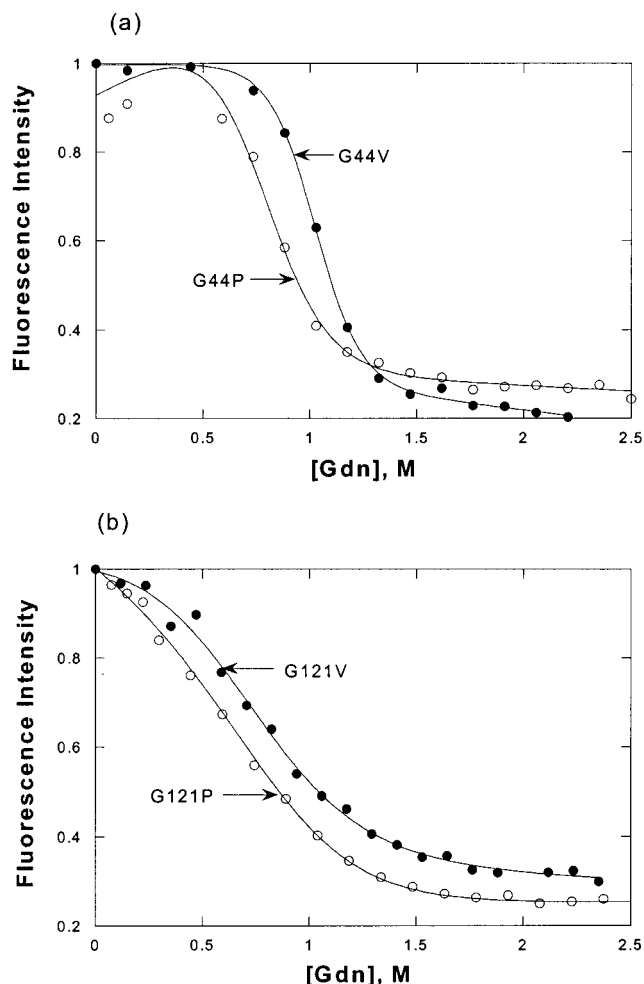 (a)
1
0.8
0.6
0.4
0.2
Fluorescence Intensity
G44V
G44P
0 0.5 1 1.5 2 2.5
[Gdn], M
(b)
1
0.8
0.6
0.4
0.2
Fluorescence Intensity
G121V
G121P
0 0.5 1 1.5 2 2.5
[Gdn], M